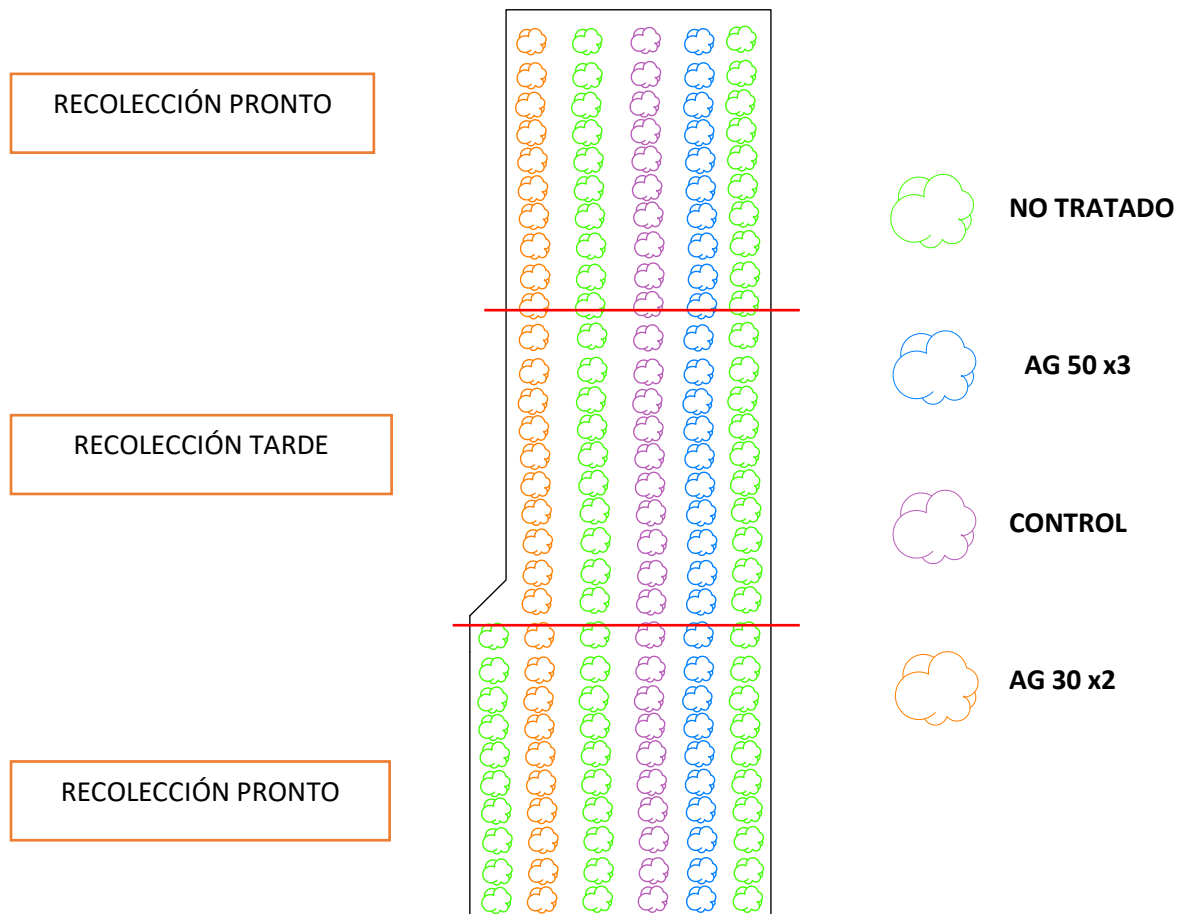 RECOLECCIÓN PRONTO
RECOLECCIÓN TARDE
RECOLECCIÓN PRONTO
NO TRATADO
AG 50 x3
CONTROL
AG 30 x2